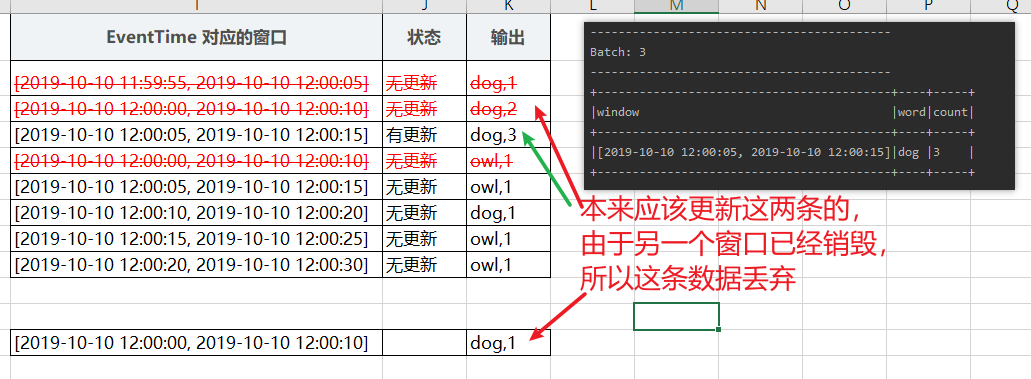 I J K L M N O P Q
EventTime 对应的窗口 状态 输出
[2019-10-10 11:59:55, 2019-10-10 12:00:05] 无更新 dog,1
[2019-10-10 12:00:00, 2019-10-10 12:00:10] 无更新 dog,2
[2019-10-10 12:00:05, 2019-10-10 12:00:15] 有更新 dog,3
[2019-10-10 12:00:00, 2019-10-10 12:00:10] 无更新 owl,1
[2019-10-10 12:00:05, 2019-10-10 12:00:15] 无更新 owl,1
[2019-10-10 12:00:10, 2019-10-10 12:00:20] 无更新 dog,1
[2019-10-10 12:00:15, 2019-10-10 12:00:25] 无更新 owl,1
[2019-10-10 12:00:20, 2019-10-10 12:00:30] 无更新 owl,1
[2019-10-10 12:00:00, 2019-10-10 12:00:10] dog,1
-------------------------------------------
Batch: 3
-------------------------------------------
+------------------------------------------+----+-----+
|window |word|count|
+------------------------------------------+----+-----+
|[2019-10-10 12:00:05, 2019-10-10 12:00:15]|dog |3 |
+------------------------------------------+----+-----+
本来应该更新这两条的，
由于另一个窗口已经销毁，
所以这条数据丢弃